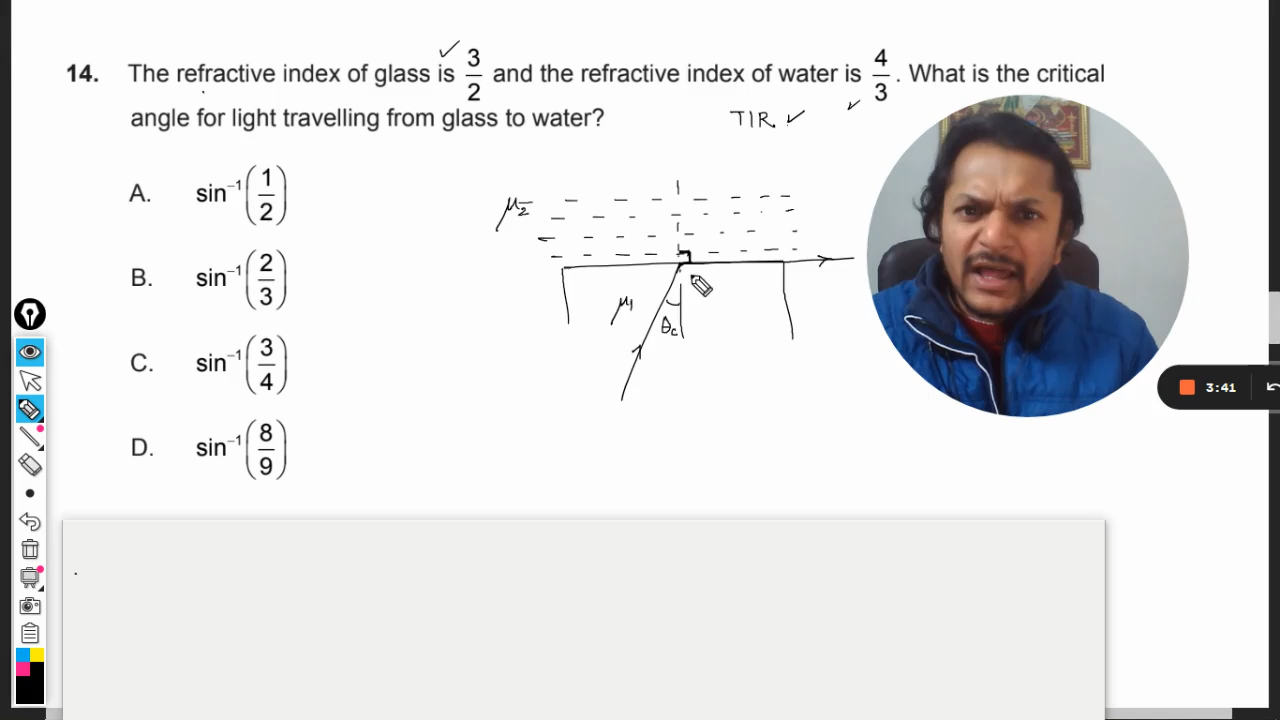 14. The refractive index of glass is 3/2 and the refractive index of water is 4/3. What is the critical
angle for light travelling from glass to water?
TIR
A. sin⁻¹(1/2)
μ2
B. sin⁻¹(2/3)
μ1
θc
C. sin⁻¹(3/4)
3:41
D. sin⁻¹(8/9)